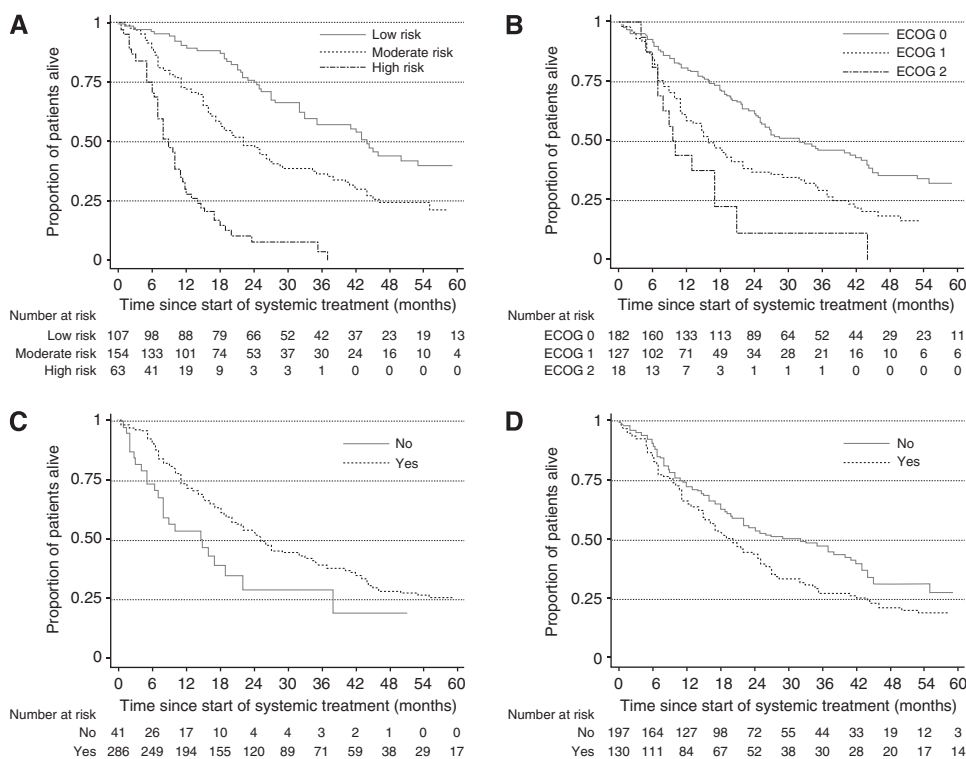 A
Proportion of patients alive
1
0.75
0.50
0.25
0
Low risk
Moderate risk
High risk
0 6 12 18 24 30 36 42 48 54 60
Time since start of systemic treatment (months)
Number at risk
Low risk 107 98 88 79 66 52 42 37 23 19 13
Moderate risk 154 133 101 74 53 37 30 24 16 10 4
High risk 63 41 19 9 3 3 1 0 0 0 0
B
Proportion of patients alive
1
0.75
0.50
0.25
0
ECOG 0
ECOG 1
ECOG 2
0 6 12 18 24 30 36 42 48 54 60
Time since start of systemic treatment (months)
Number at risk
ECOG 0 182 160 133 113 89 64 52 44 29 23 11
ECOG 1 127 102 71 49 34 28 21 16 10 6 6
ECOG 2 18 13 7 3 1 1 1 0 0 0 0
C
Proportion of patients alive
1
0.75
0.50
0.25
0
No
Yes
0 6 12 18 24 30 36 42 48 54 60
Time since start of systemic treatment (months)
Number at risk
No 41 26 17 10 4 4 3 2 1 0 0
Yes 286 249 194 155 120 89 71 59 38 29 17
D
Proportion of patients alive
1
0.75
0.50
0.25
0
No
Yes
0 6 12 18 24 30 36 42 48 54 60
Time since start of systemic treatment (months)
Number at risk
No 197 164 127 98 72 55 44 33 19 12 3
Yes 130 111 84 67 52 38 30 28 20 17 14